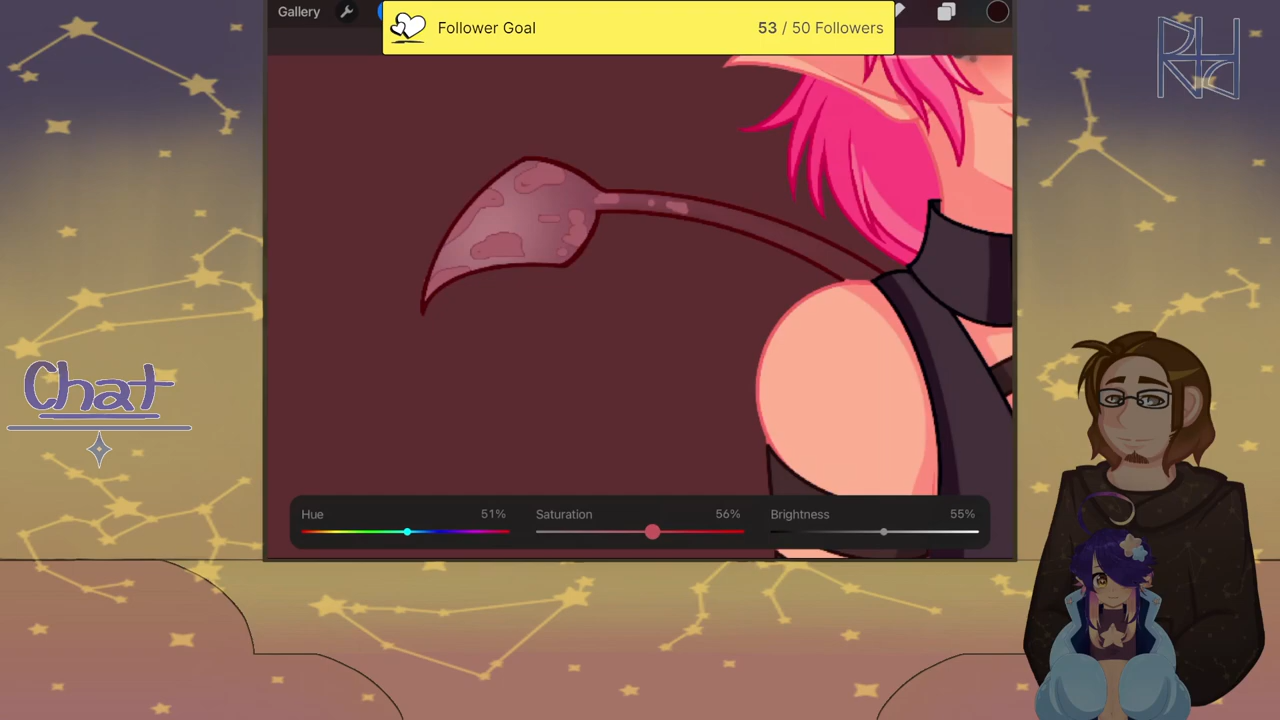 Gallery
Follower Goal
53 / 50 Followers
Chat
Hue 51% Saturation 56% Brightness 55%